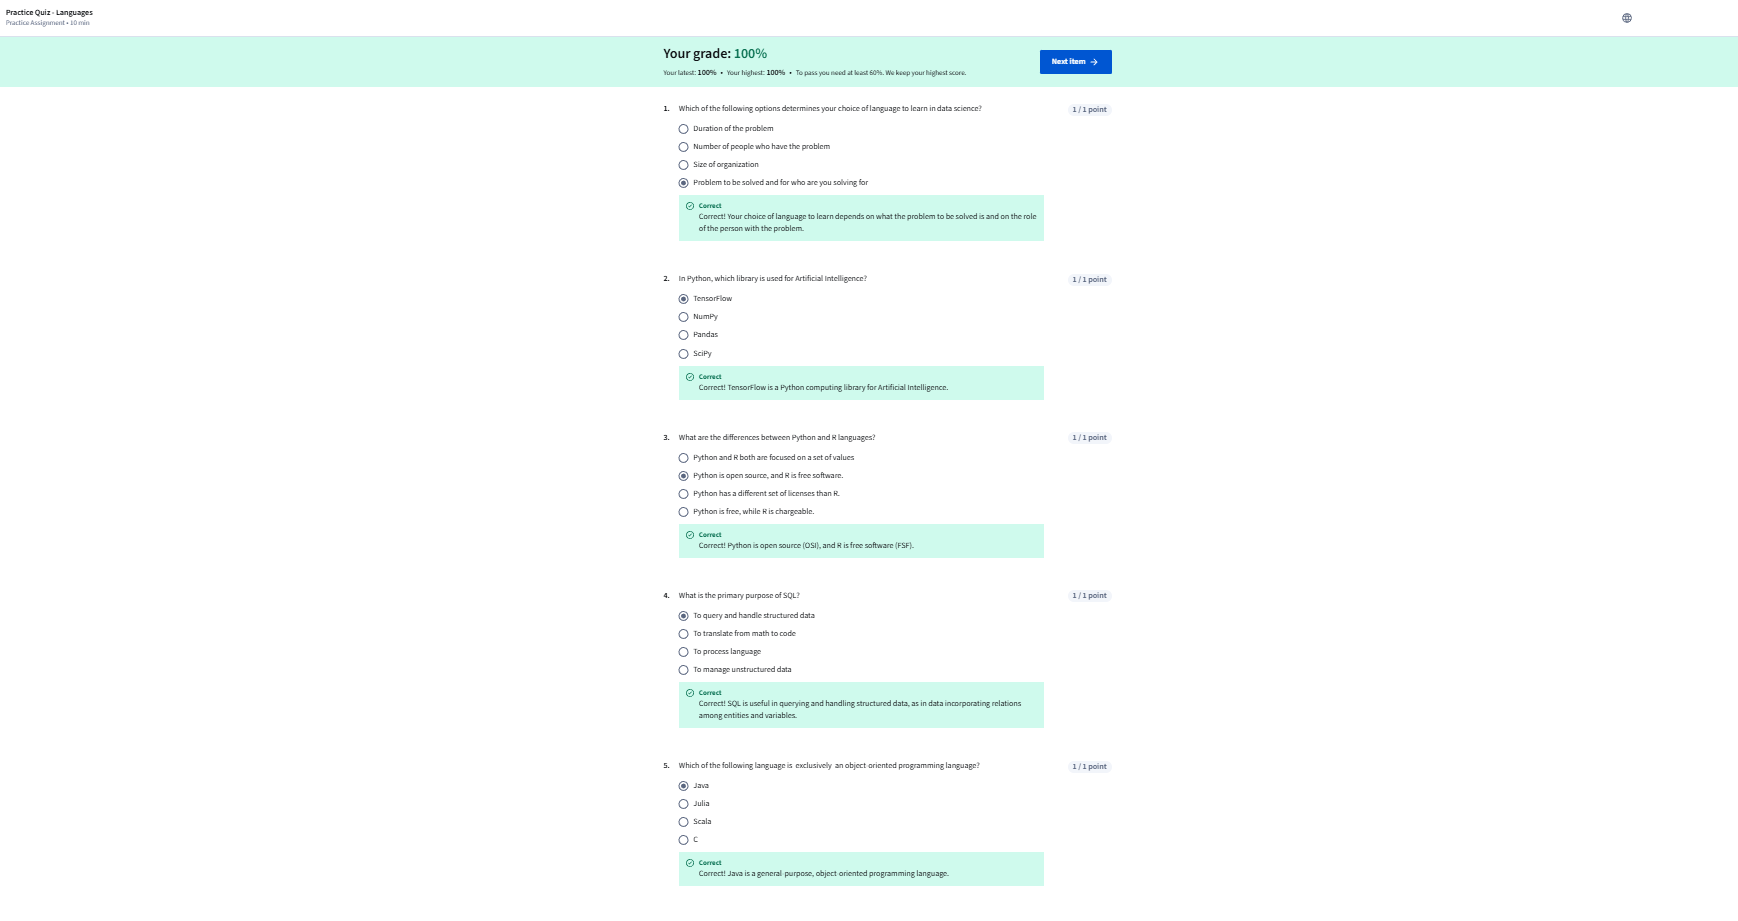 Practice Quiz - Languages
Practice Assignment • 10 min
Your grade: 100%
Your latest: 100% • Your highest: 100% • To pass you need at least 60%. We keep your highest score.
Next item →
1. Which of the following options determines your choice of language to learn in data science?
1 / 1 point
Duration of the problem
Number of people who have the problem
Size of organization
Problem to be solved and for who are you solving for
Correct
Correct! Your choice of language to learn depends on what the problem to be solved is and on the role
of the person with the problem.
2. In Python, which library is used for Artificial Intelligence?
1 / 1 point
TensorFlow
NumPy
Pandas
SciPy
Correct
Correct! TensorFlow is a Python computing library for Artificial Intelligence.
3. What are the differences between Python and R languages?
1 / 1 point
Python and R both are focused on a set of values
Python is open source, and R is free software.
Python has a different set of licenses than R.
Python is free, while R is chargeable.
Correct
Correct! Python is open source (OSI), and R is free software (FSF).
4. What is the primary purpose of SQL?
1 / 1 point
To query and handle structured data
To translate from math to code
To process language
To manage unstructured data
Correct
Correct! SQL is useful in querying and handling structured data, as in data incorporating relations
among entities and variables.
5. Which of the following language is exclusively an object-oriented programming language?
1 / 1 point
Java
Julia
Scala
C
Correct
Correct! Java is a general-purpose, object-oriented programming language.